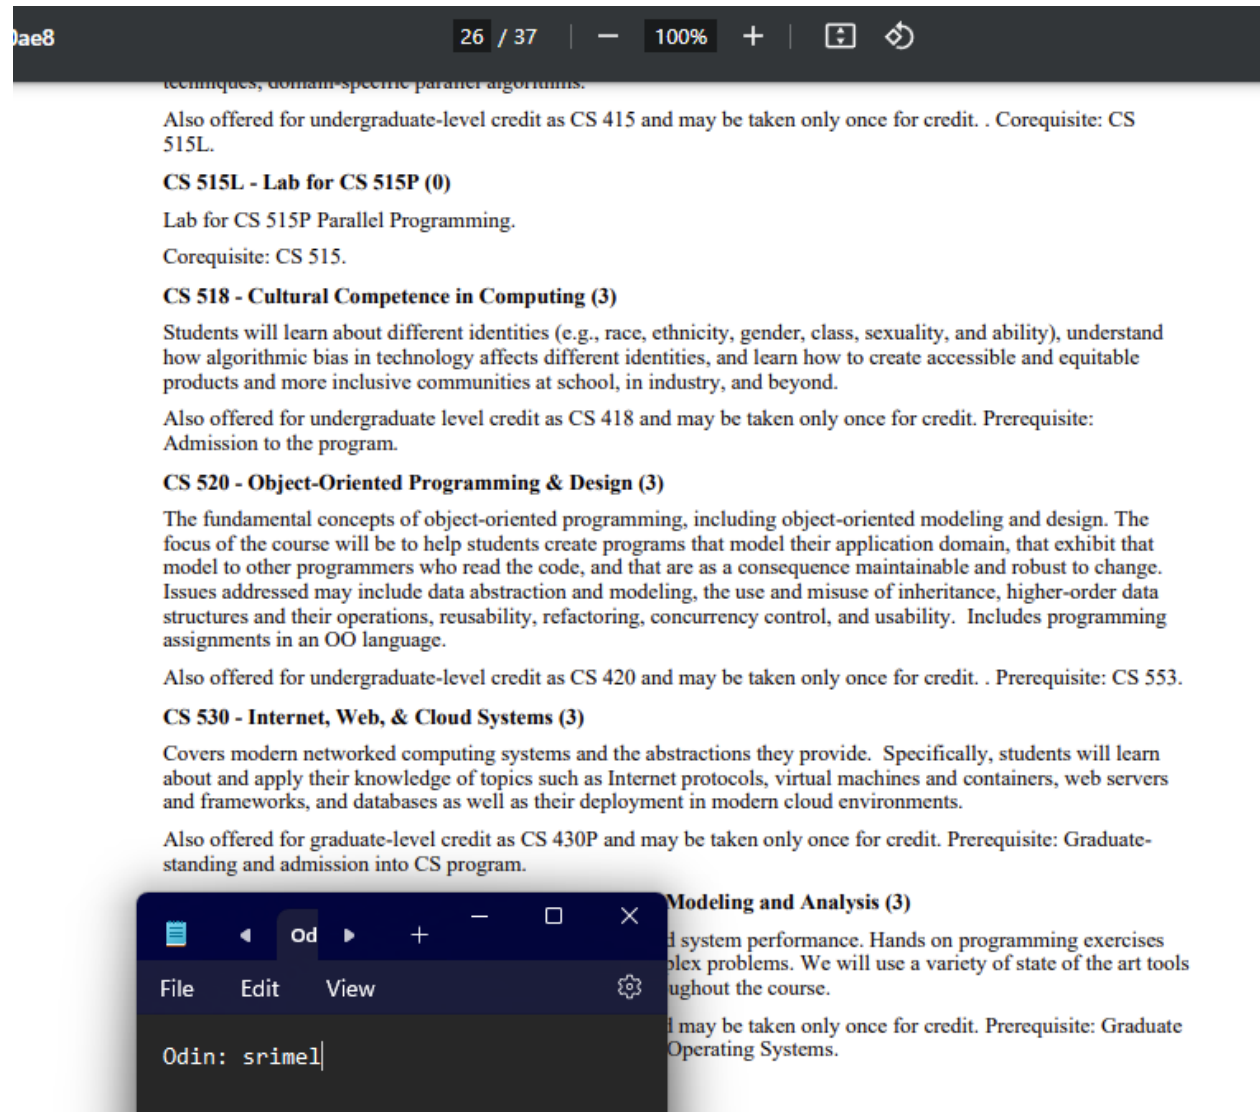 0ae8
26 / 37 | — 100% + |
techniques, domain-specific parallel algorithms.
Also offered for undergraduate-level credit as CS 415 and may be taken only once for credit. . Corequisite: CS
515L.
CS 515L - Lab for CS 515P (0)
Lab for CS 515P Parallel Programming.
Corequisite: CS 515.
CS 518 - Cultural Competence in Computing (3)
Students will learn about different identities (e.g., race, ethnicity, gender, class, sexuality, and ability), understand
how algorithmic bias in technology affects different identities, and learn how to create accessible and equitable
products and more inclusive communities at school, in industry, and beyond.
Also offered for undergraduate level credit as CS 418 and may be taken only once for credit. Prerequisite:
Admission to the program.
CS 520 - Object-Oriented Programming & Design (3)
The fundamental concepts of object-oriented programming, including object-oriented modeling and design. The
focus of the course will be to help students create programs that model their application domain, that exhibit that
model to other programmers who read the code, and that are as a consequence maintainable and robust to change.
Issues addressed may include data abstraction and modeling, the use and misuse of inheritance, higher-order data
structures and their operations, reusability, refactoring, concurrency control, and usability.  Includes programming
assignments in an OO language.
Also offered for undergraduate-level credit as CS 420 and may be taken only once for credit. . Prerequisite: CS 553.
CS 530 - Internet, Web, & Cloud Systems (3)
Covers modern networked computing systems and the abstractions they provide.  Specifically, students will learn
about and apply their knowledge of topics such as Internet protocols, virtual machines and containers, web servers
and frameworks, and databases as well as their deployment in modern cloud environments.
Also offered for graduate-level credit as CS 430P and may be taken only once for credit. Prerequisite: Graduate-
standing and admission into CS program.
Modeling and Analysis (3)
d system performance. Hands on programming exercises
plex problems. We will use a variety of state of the art tools
ughout the course.
d may be taken only once for credit. Prerequisite: Graduate
Operating Systems.
Od
File Edit View
Odin: srimel